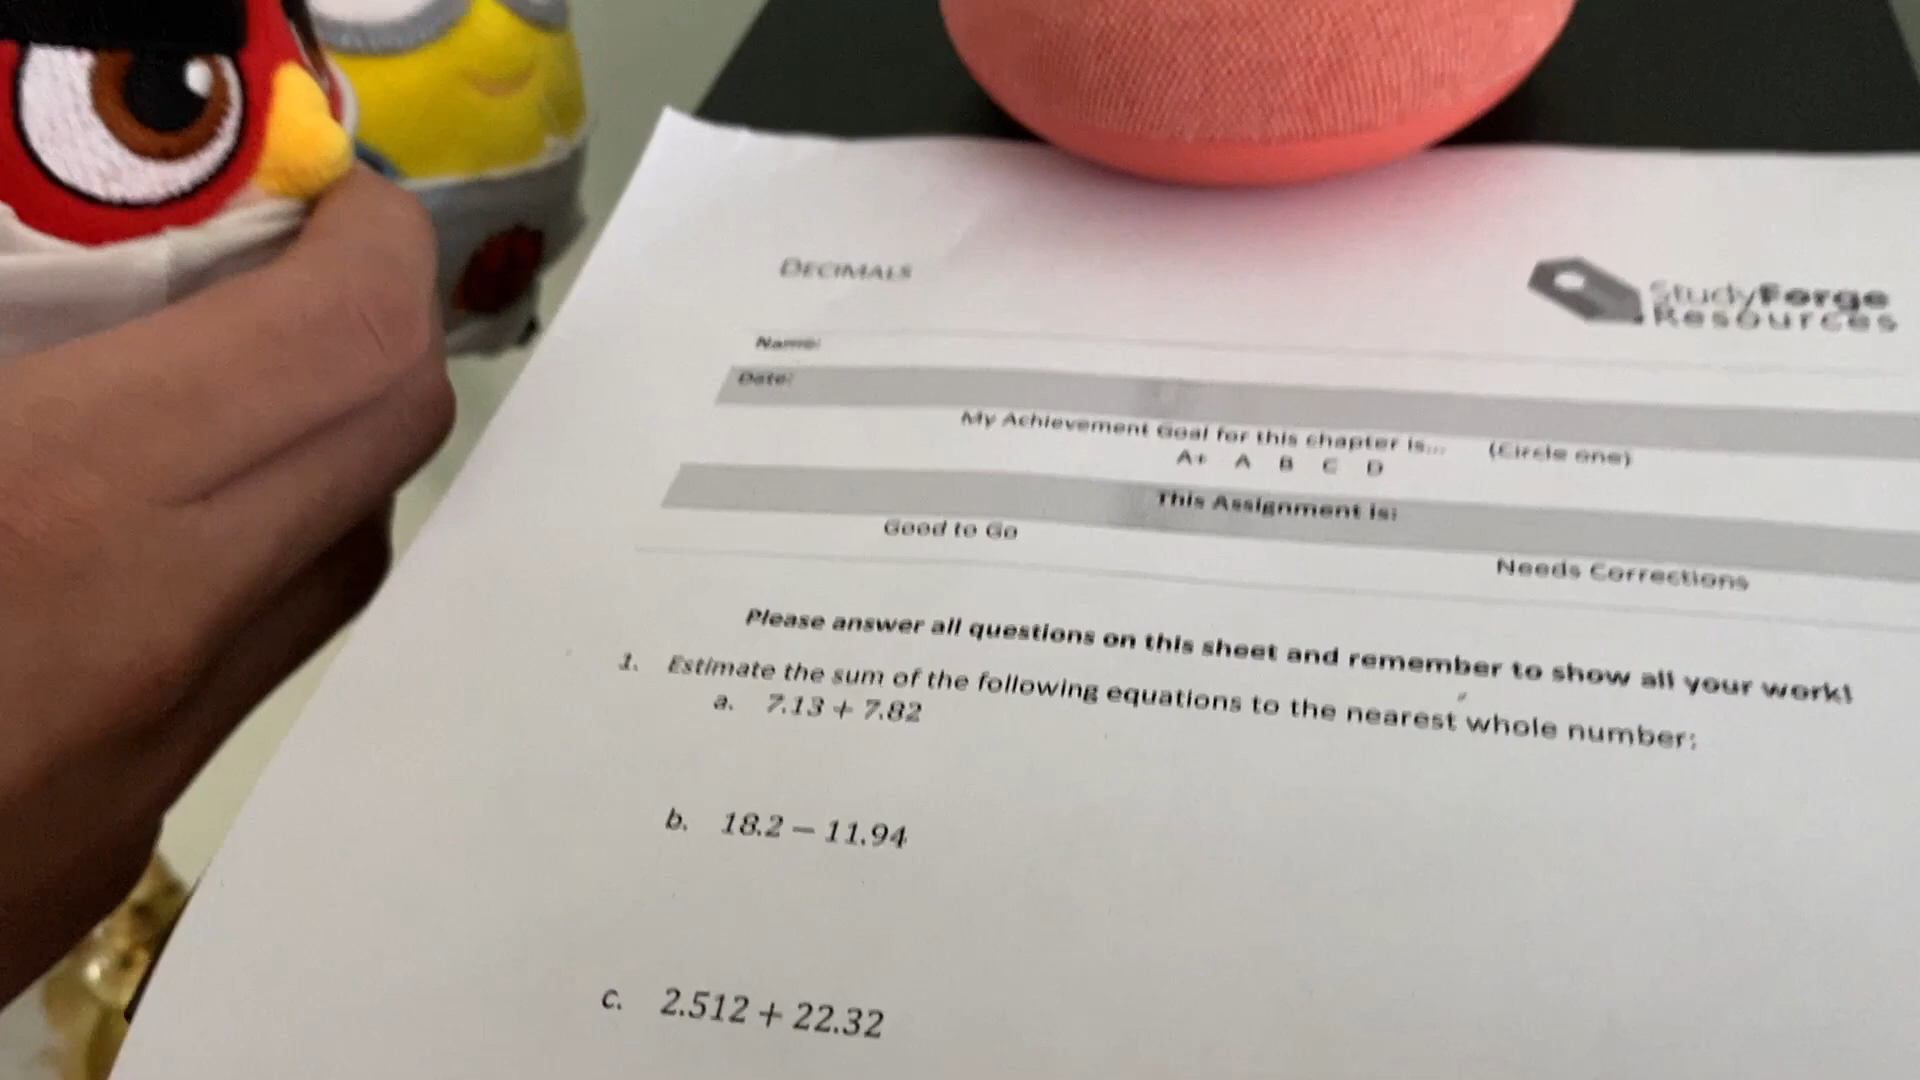 DECIMALS
StudyForge
Resources
Name:
Date:
My Achievement Goal for this chapter is... (Circle one)
A+ A B C D
This Assignment is:
Good to Go
Needs Corrections
Please answer all questions on this sheet and remember to show all your work!
1. Estimate the sum of the following equations to the nearest whole number:
a. 7.13 + 7.82
b. 18.2 – 11.94
c. 2.512 + 22.32